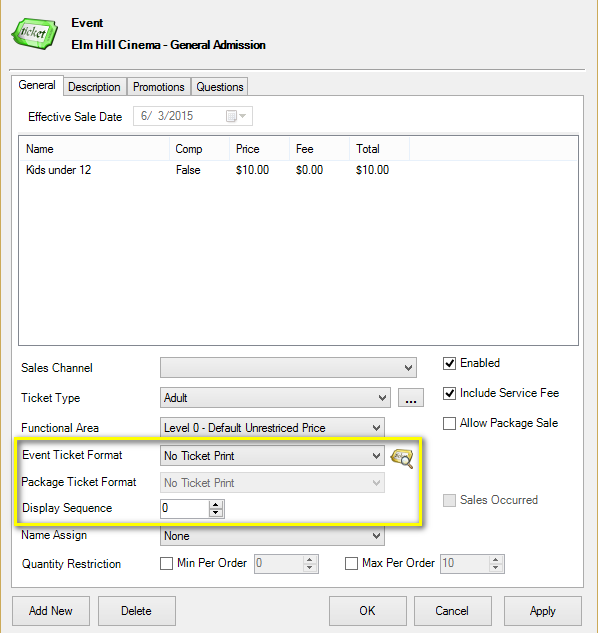 ticket
Event
Elm Hill Cinema - General Admission
General Description Promotions Questions
Effective Sale Date 6/ 3/2015
Name Comp Price Fee Total
Kids under 12 False $10.00 $0.00 $10.00
Sales Channel Enabled
Ticket Type Adult ... Include Service Fee
Functional Area Level 0 - Default Unrestriced Price Allow Package Sale
Event Ticket Format No Ticket Print
Package Ticket Format No Ticket Print
Display Sequence 0 Sales Occurred
Name Assign None
Quantity Restriction Min Per Order 0 Max Per Order 10
Add New Delete OK Cancel Apply